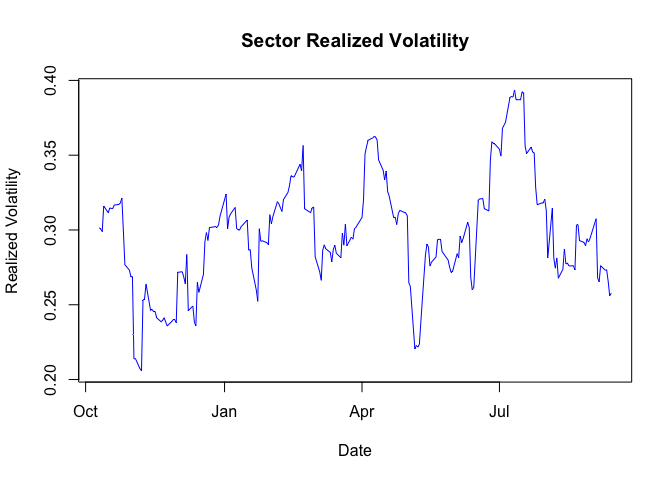 Sector Realized Volatility
Realized Volatility
0.40
0.35
0.30
0.25
0.20
Oct Jan Apr Jul
Date